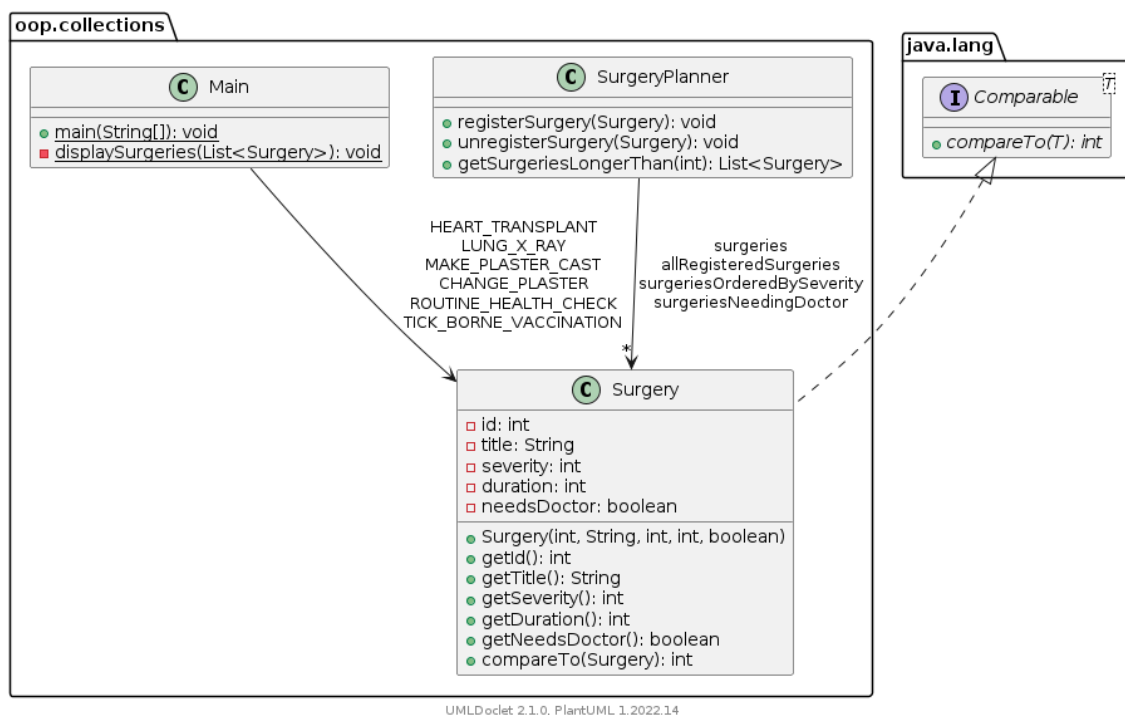 oop.collections
java.lang
C Main
main(String[]): void
displaySurgeries(List<Surgery>): void
C SurgeryPlanner
registerSurgery(Surgery): void
unregisterSurgery(Surgery): void
getSurgeriesLongerThan(int): List<Surgery>
I Comparable T
compareTo(T): int
HEART_TRANSPLANT
LUNG_X_RAY
MAKE_PLASTER_CAST
CHANGE_PLASTER
ROUTINE_HEALTH_CHECK
TICK_BORNE_VACCINATION
surgeries
allRegisteredSurgeries
surgeriesOrderedBySeverity
surgeriesNeedingDoctor
*
C Surgery
id: int
title: String
severity: int
duration: int
needsDoctor: boolean
Surgery(int, String, int, int, boolean)
getId(): int
getTitle(): String
getSeverity(): int
getDuration(): int
getNeedsDoctor(): boolean
compareTo(Surgery): int
UMLDoclet 2.1.0, PlantUML 1.2022.14